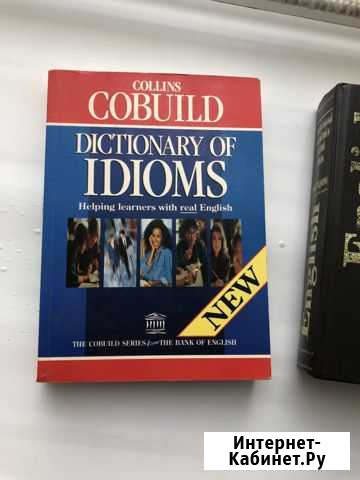 COLLINS
COBUILD
DICTIONARY OF
IDIOMS
Helping learners with real English
NEW
THE COBUILD SERIES from THE BANK OF ENGLISH
English
Интернет-
Кабинет.Ру